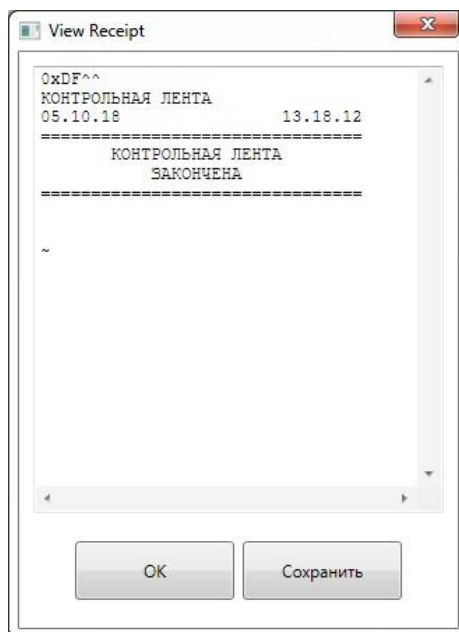 View Receipt
0xDF^^
КОНТРОЛЬНАЯ ЛЕНТА
05.10.18 13.18.12
================================
КОНТРОЛЬНАЯ ЛЕНТА
ЗАКОНЧЕНА
================================
~
OK Сохранить